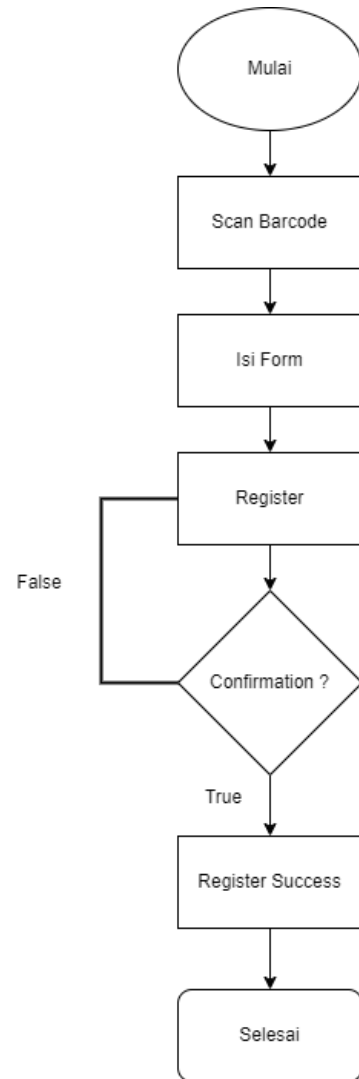 Mulai
Scan Barcode
Isi Form
Register
False
Confirmation ?
True
Register Success
Selesai